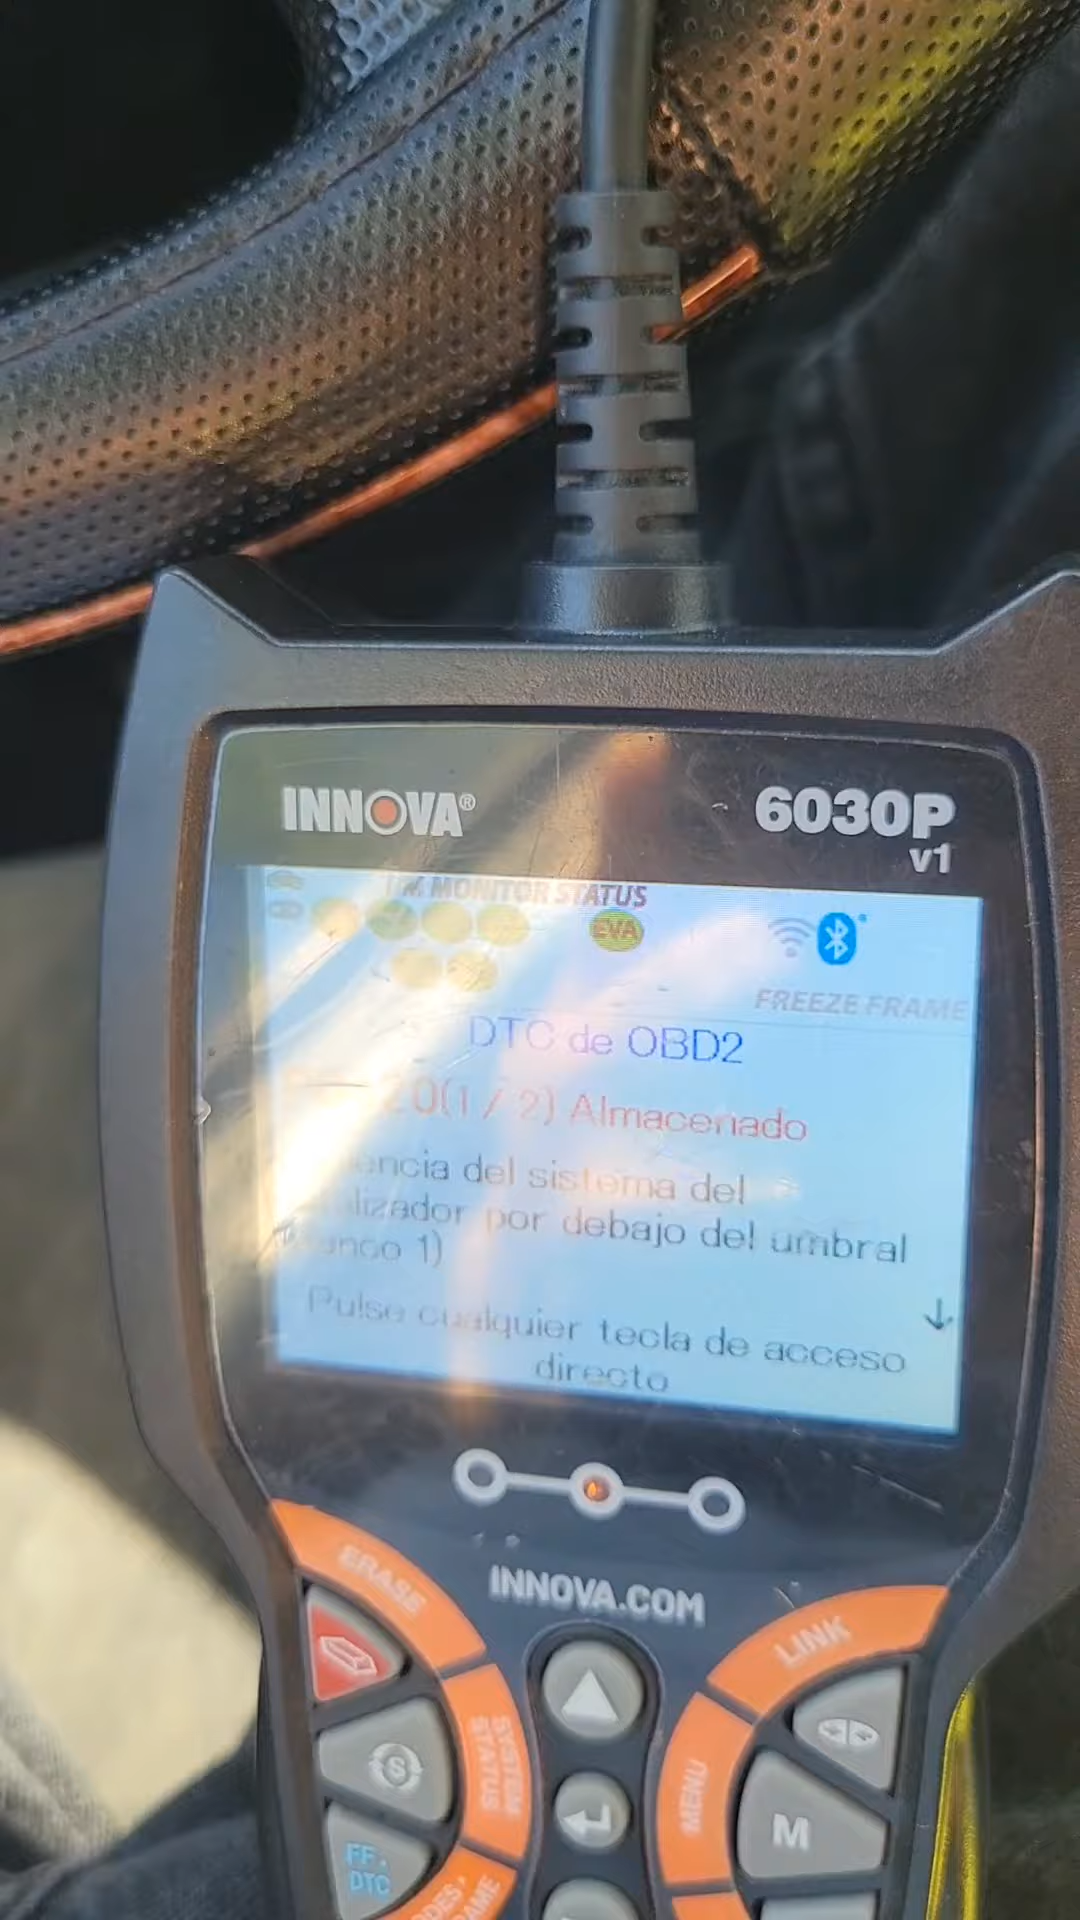 INNOVA®
6030P
v1
I/M MONITOR STATUS
EVA
FREEZE FRAME
DTC de OBD2
0(1 / 2) Almacenado
del sistema del
por debajo del umbral
1)
Pulse cualquier tecla de acceso
directo
INNOVA.COM
ERASE
LINK
SYSTEM
STATUS
S
MENU
M
FF.
DTC